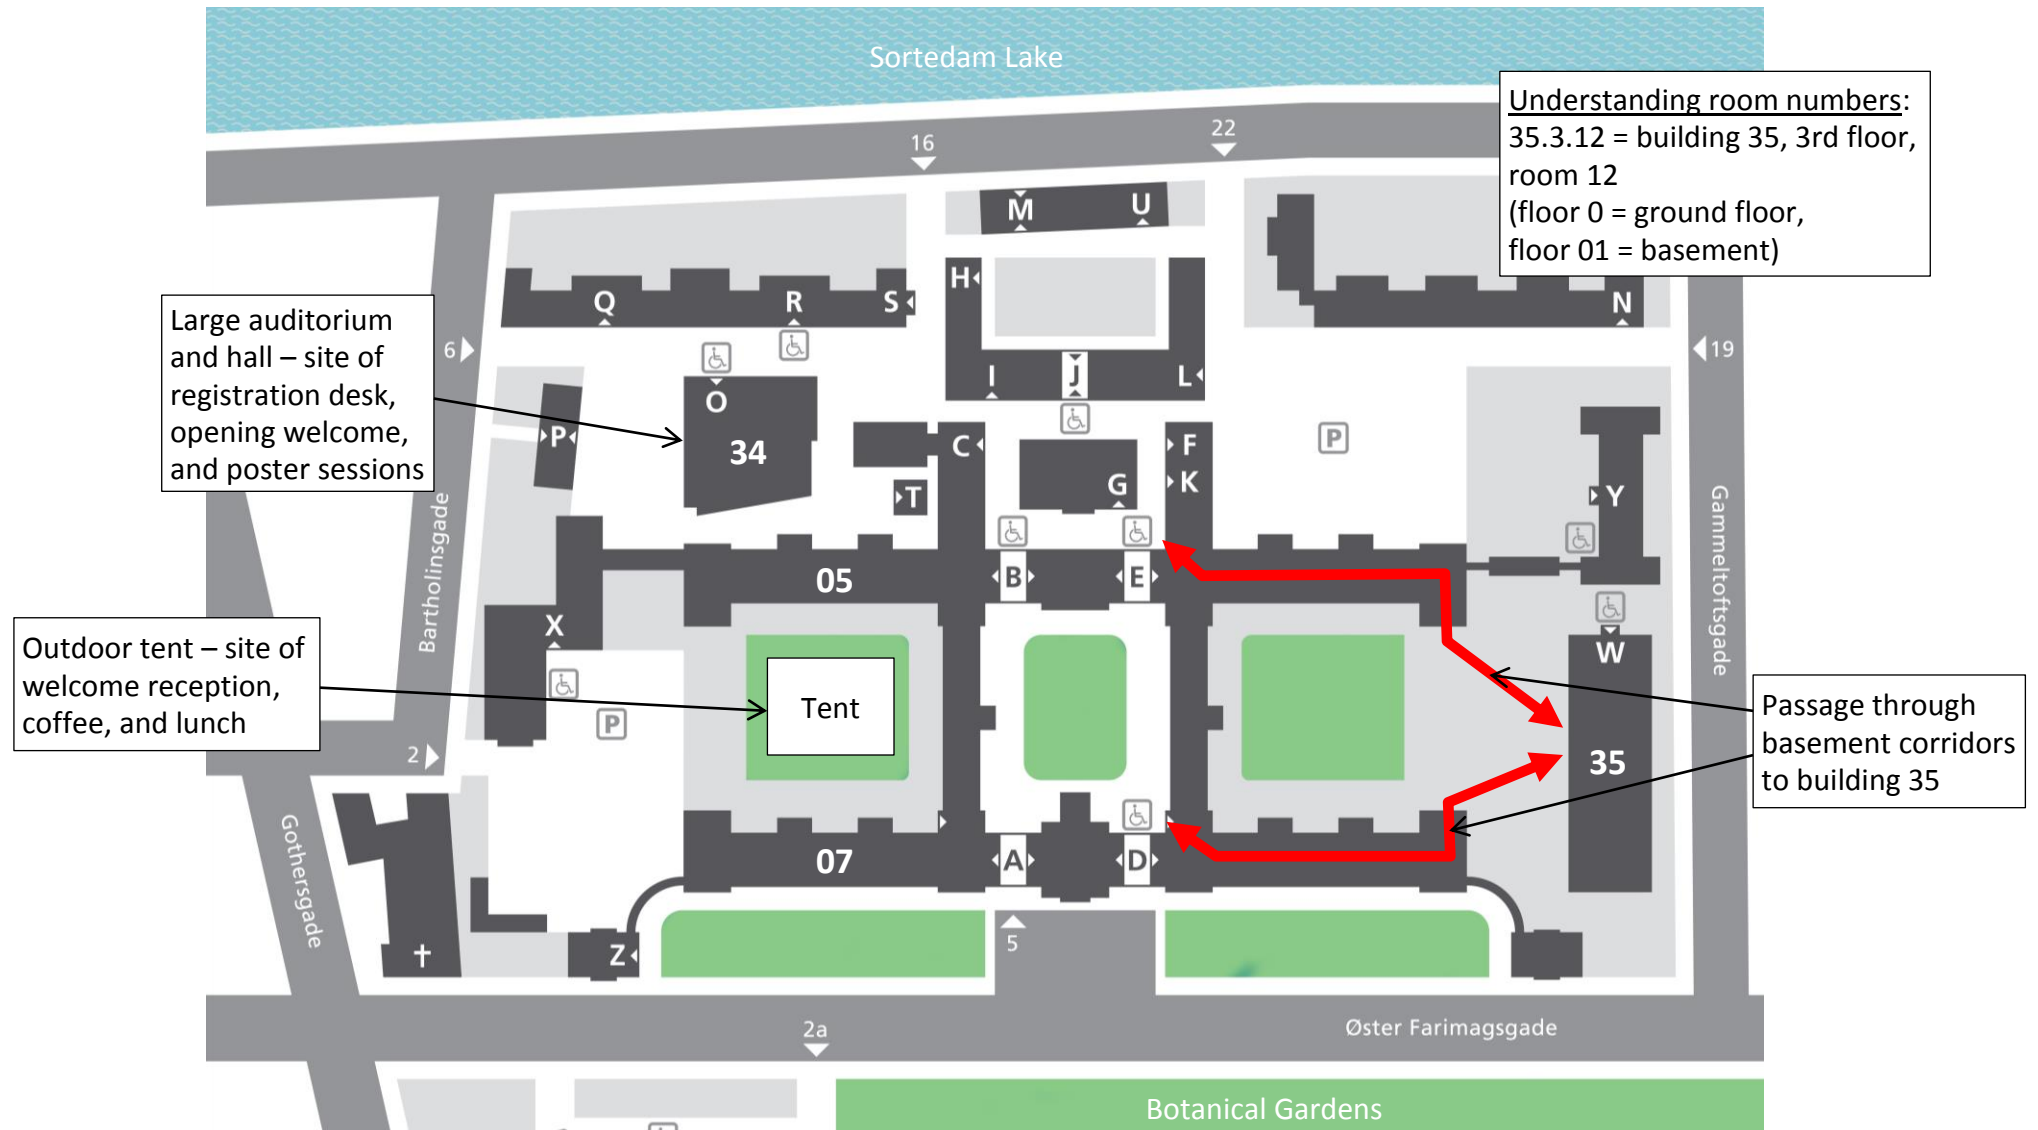 Sortedam Lake
Understanding room numbers:
35.3.12 = building 35, 3rd floor,
room 12
(floor 0 = ground floor,
floor 01 = basement)
16
22
M
U
H
Q
R
S
N
Large auditorium
and hall – site of
registration desk,
opening welcome,
and poster sessions
6
19
I
J
L
O
34
P
C
F
P
T
G
K
Y
Bartholinsgade
Gammeltoftsgade
05
B
E
X
W
Outdoor tent – site of
welcome reception,
coffee, and lunch
Tent
P
2
35
Passage through
basement corridors
to building 35
Gothersgade
07
A
D
5
Z
2a
Øster Farimagsgade
Botanical Gardens